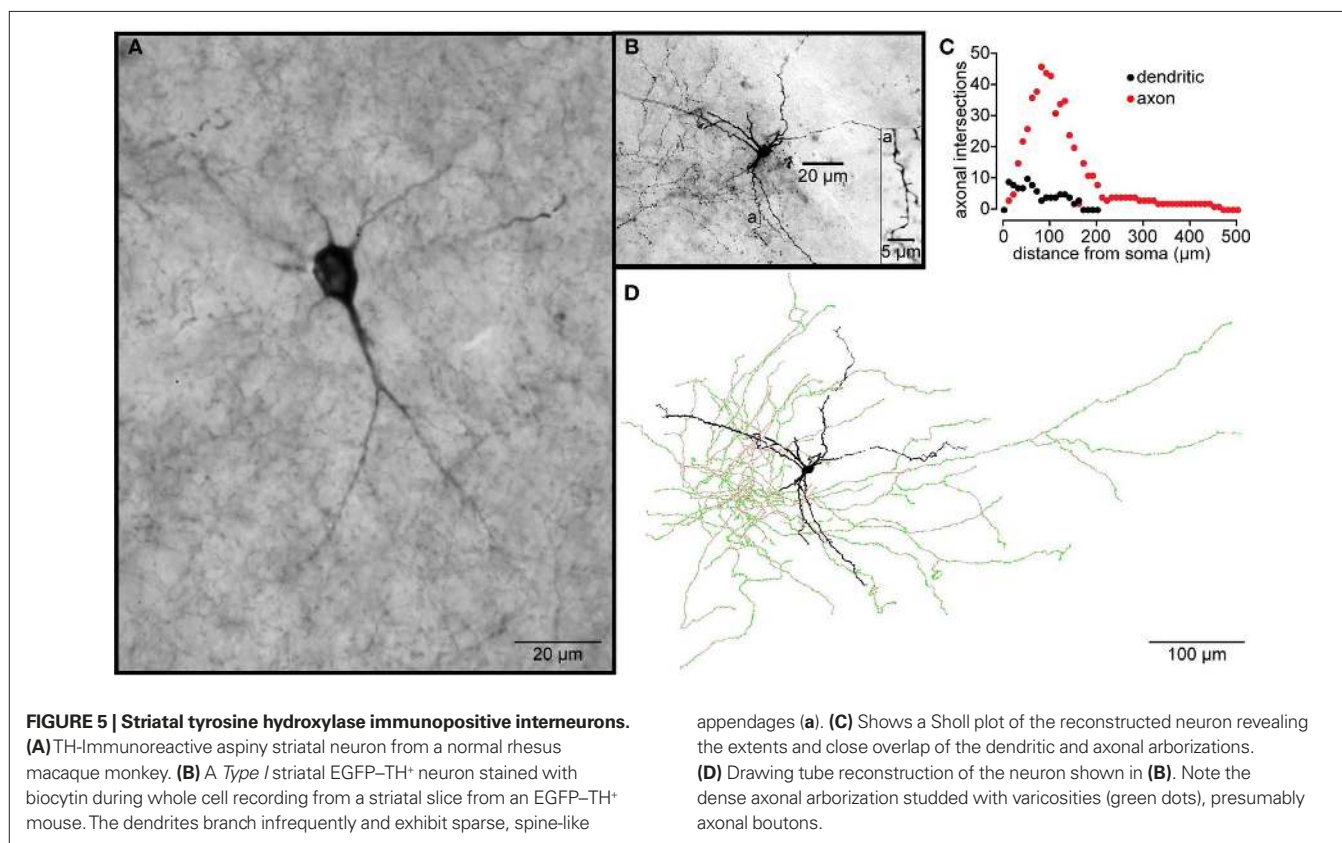 A
20 µm
B
20 µm
a
a
5 µm
C
axonal intersections
50
40
30
20
10
0
dendritic
axon
0 100 200 300 400 500
distance from soma (µm)
D
100 µm
FIGURE 5 | Striatal tyrosine hydroxylase immunopositive interneurons.
(A) TH-Immunoreactive aspiny striatal neuron from a normal rhesus
macaque monkey. (B) A Type I striatal EGFP–TH⁺ neuron stained with
biocytin during whole cell recording from a striatal slice from an EGFP–TH⁺
mouse. The dendrites branch infrequently and exhibit sparse, spine-like
appendages (a). (C) Shows a Sholl plot of the reconstructed neuron revealing
the extents and close overlap of the dendritic and axonal arborizations.
(D) Drawing tube reconstruction of the neuron shown in (B). Note the
dense axonal arborization studded with varicosities (green dots), presumably
axonal boutons.